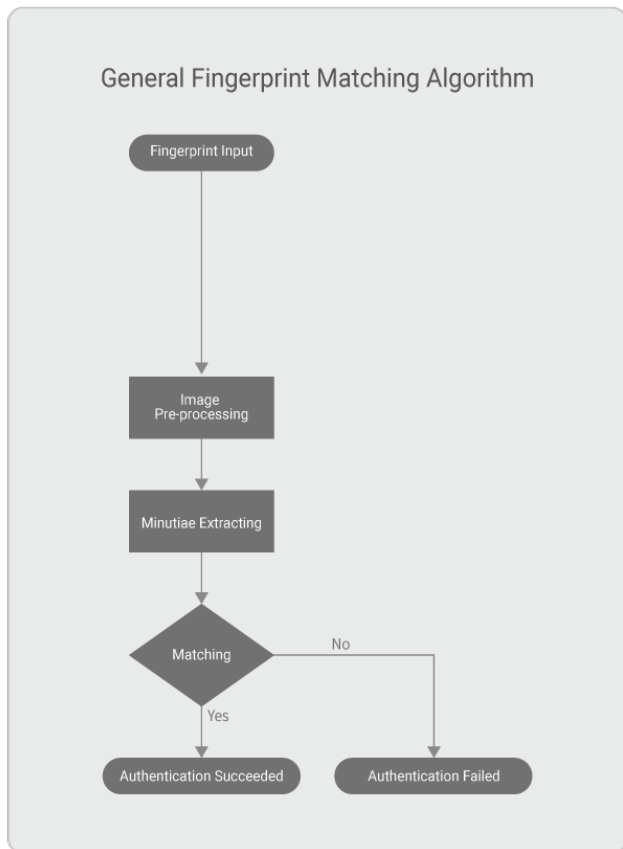 General Fingerprint Matching Algorithm
Fingerprint Input
Image
Pre-processing
Minutiae Extracting
Matching
No
Yes
Authentication Succeeded
Authentication Failed